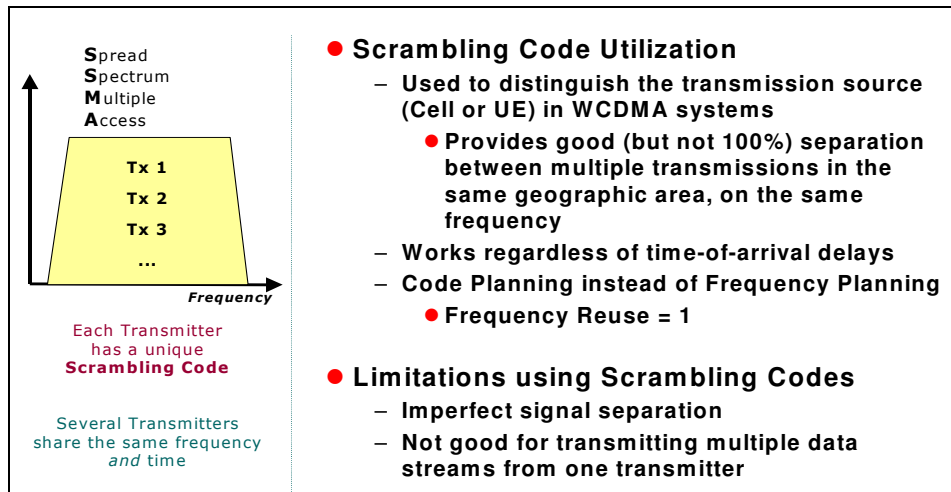 Spread
Spectrum
Multiple
Access
Tx 1
Tx 2
Tx 3
...
Frequency
Each Transmitter
has a unique
Scrambling Code
Several Transmitters
share the same frequency
and time
● Scrambling Code Utilization
– Used to distinguish the transmission source
(Cell or UE) in WCDMA systems
● Provides good (but not 100%) separation
between multiple transmissions in the
same geographic area, on the same
frequency
– Works regardless of time-of-arrival delays
– Code Planning instead of Frequency Planning
● Frequency Reuse = 1
● Limitations using Scrambling Codes
– Imperfect signal separation
– Not good for transmitting multiple data
streams from one transmitter